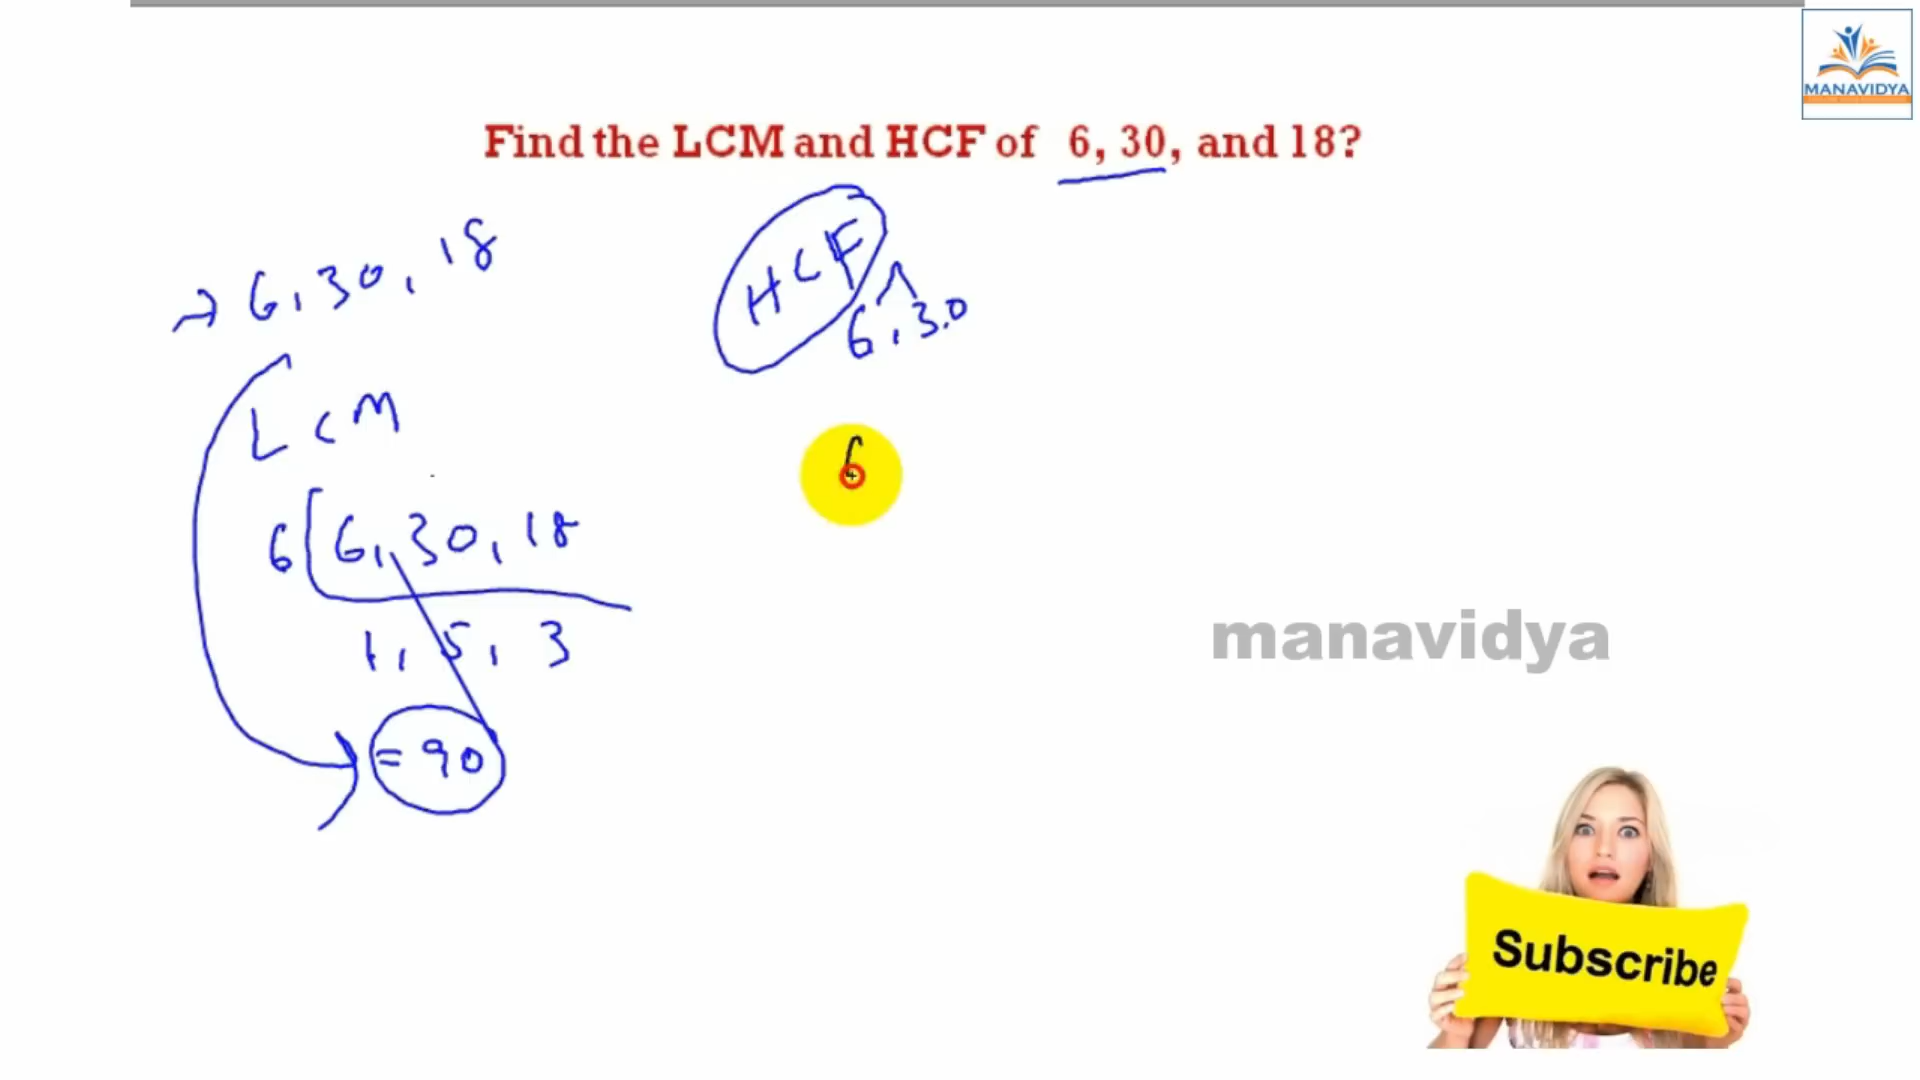 MANAVIDYA
Find the LCM and HCF of 6, 30, and 18?
→ 6, 30, 18
LCM
6 6, 30, 18
1, 5, 3
= 90
HCF
6, 30
6
manavidya
Subscribe